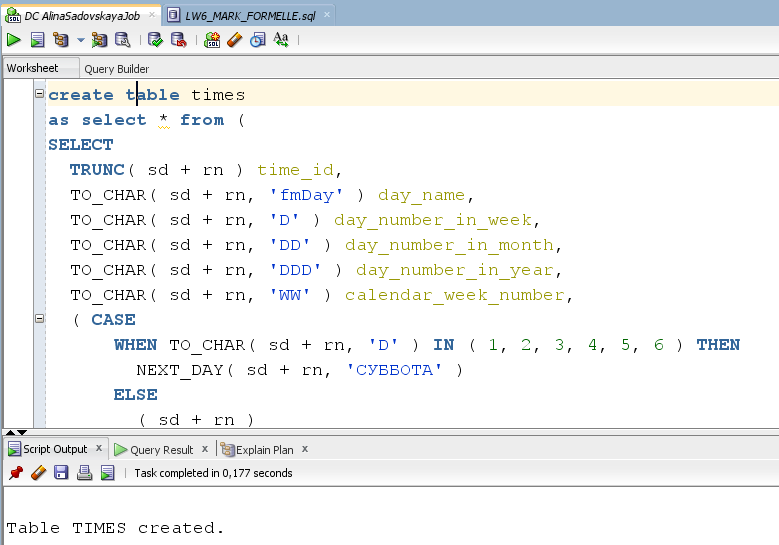 DC AlinaSadovskayaJob
LW6_MARK_FORMELLE.sql
Worksheet
Query Builder
create table times
as select * from (
SELECT
TRUNC( sd + rn ) time_id,
TO_CHAR( sd + rn, 'fmDay' ) day_name,
TO_CHAR( sd + rn, 'D' ) day_number_in_week,
TO_CHAR( sd + rn, 'DD' ) day_number_in_month,
TO_CHAR( sd + rn, 'DDD' ) day_number_in_year,
TO_CHAR( sd + rn, 'WW' ) calendar_week_number,
( CASE
WHEN TO_CHAR( sd + rn, 'D' ) IN ( 1, 2, 3, 4, 5, 6 ) THEN
NEXT_DAY( sd + rn, 'СУББОТА' )
ELSE
( sd + rn )
Script Output x
Query Result x
Explain Plan x
Task completed in 0,177 seconds
Table TIMES created.